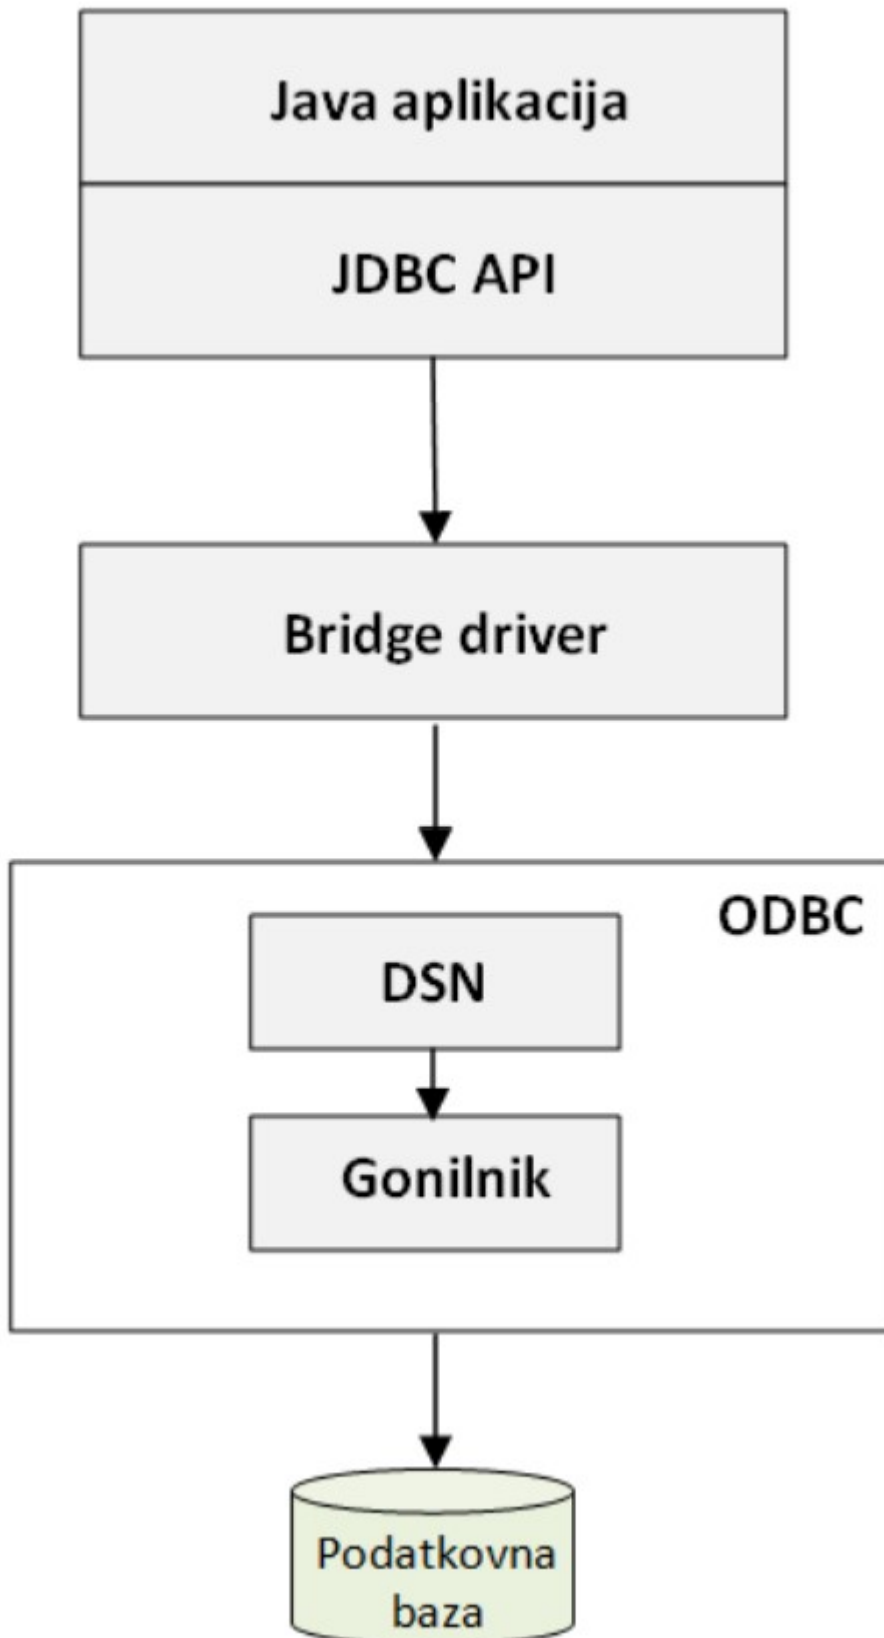 Java aplikacija
JDBC API
Bridge driver
ODBC
DSN
Gonilnik
Podatkovna
baza